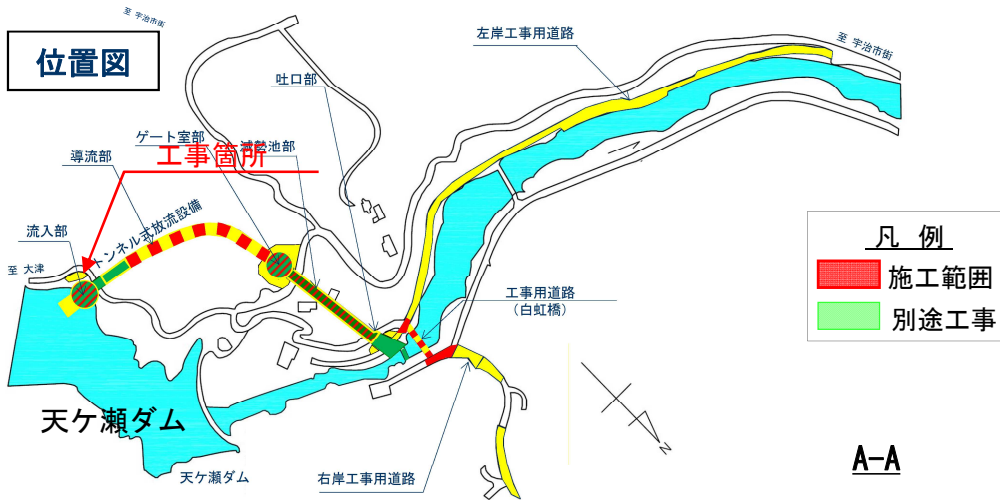 至 宇治市街
位置図
左岸工事用道路
至 宇治市街
吐口部
ゲート室部
減勢池部
導流部
工事箇所
トンネル式放流設備
流入部
至 大津
凡 例
施工範囲
別途工事
工事用道路
（白虹橋）
天ケ瀬ダム
天ケ瀬ダム
右岸工事用道路
N
A-A